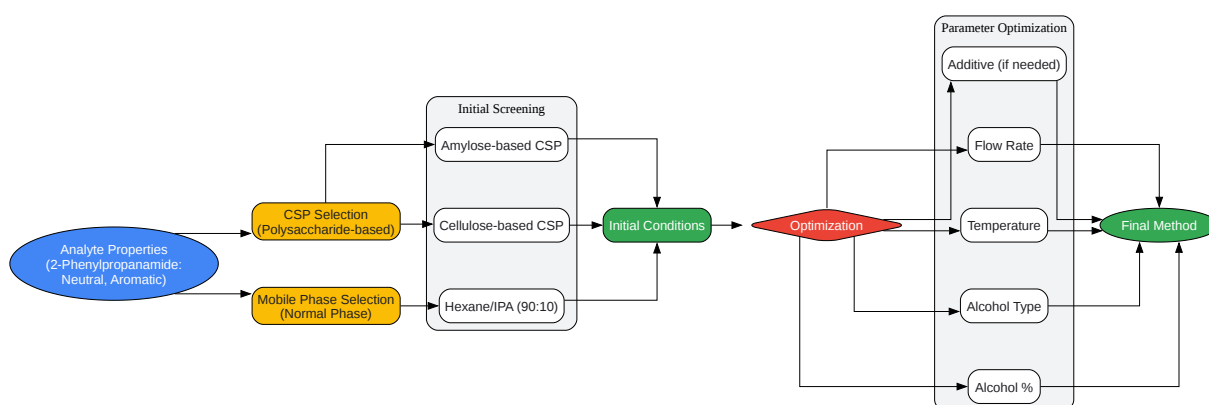 Analyte Properties
(2-Phenylpropanamide:
Neutral, Aromatic)
CSP Selection
(Polysaccharide-based)
Mobile Phase Selection
(Normal Phase)
Initial Screening
Amylose-based CSP
Cellulose-based CSP
Hexane/IPA (90:10)
Initial Conditions
Optimization
Parameter Optimization
Additive (if needed)
Flow Rate
Temperature
Alcohol Type
Alcohol %
Final Method